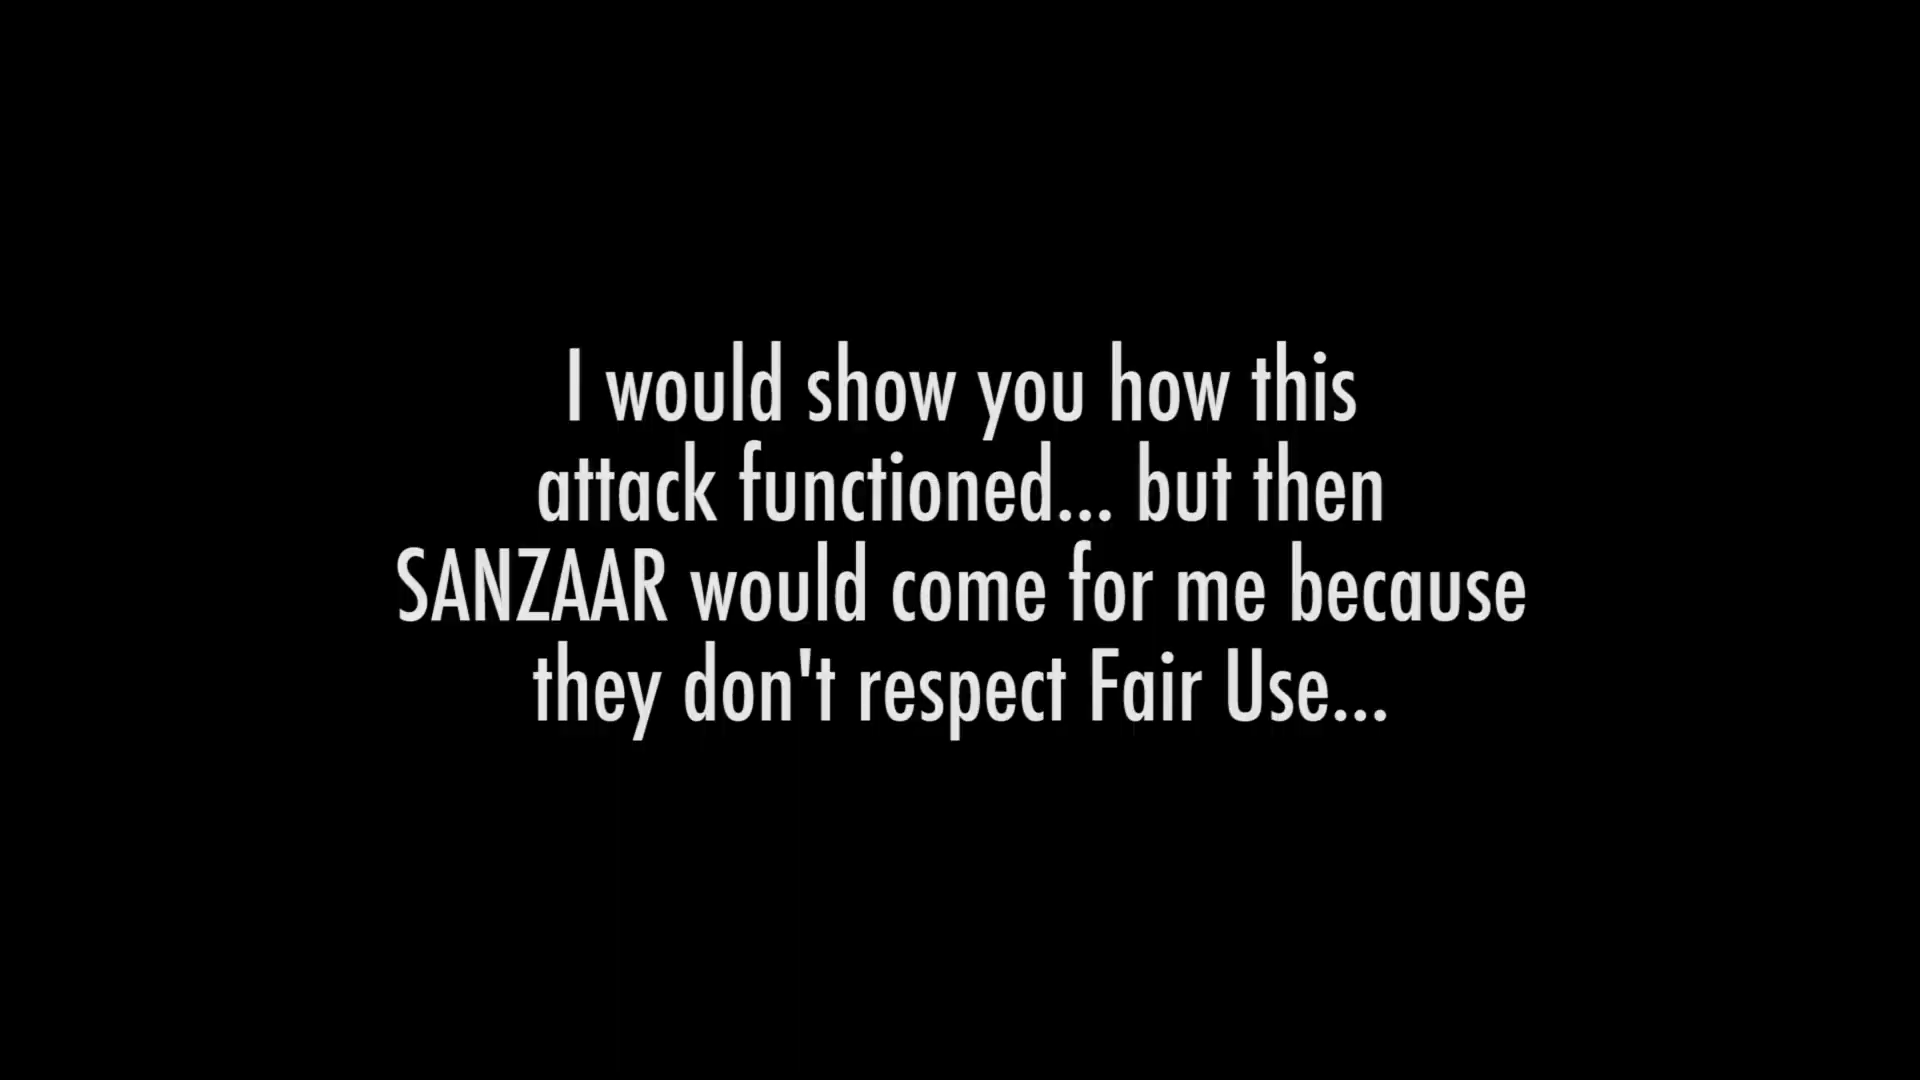 I would show you how this
attack functioned... but then
SANZAAR would come for me because
they don't respect Fair Use...